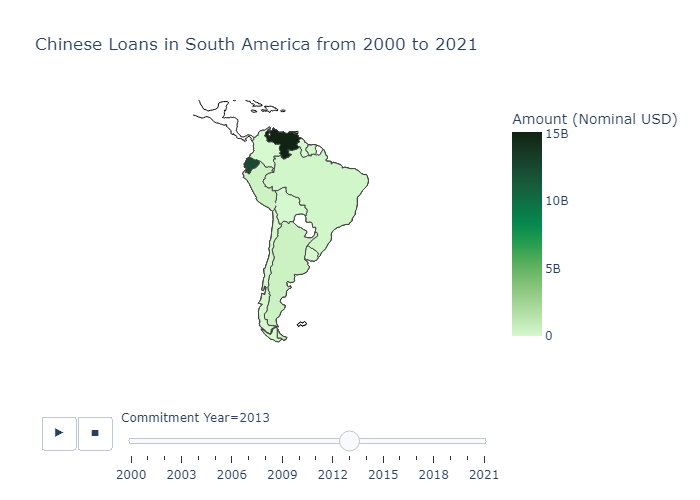 Chinese Loans in South America from 2000 to 2021
Amount (Nominal USD)
15B
10B
5B
0
Commitment Year=2013
2000 2003 2006 2009 2012 2015 2018 2021